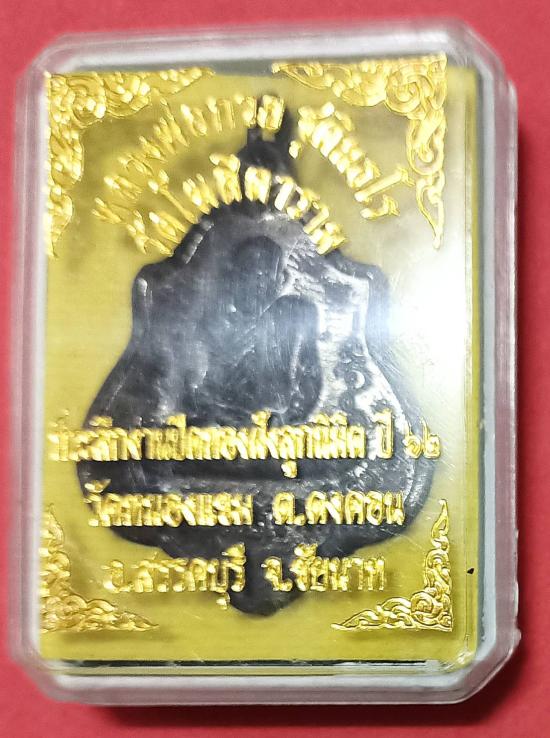 หลวงพ่อกวย ชุตินฺธโร
วัดโฆสิตาราม
ที่ระลึกงานปิดทองฝังลูกนิมิต ปี ๖๒
วัดหนองแขม ต.ดงคอน
อ.สรรคบุรี จ.ชัยนาท